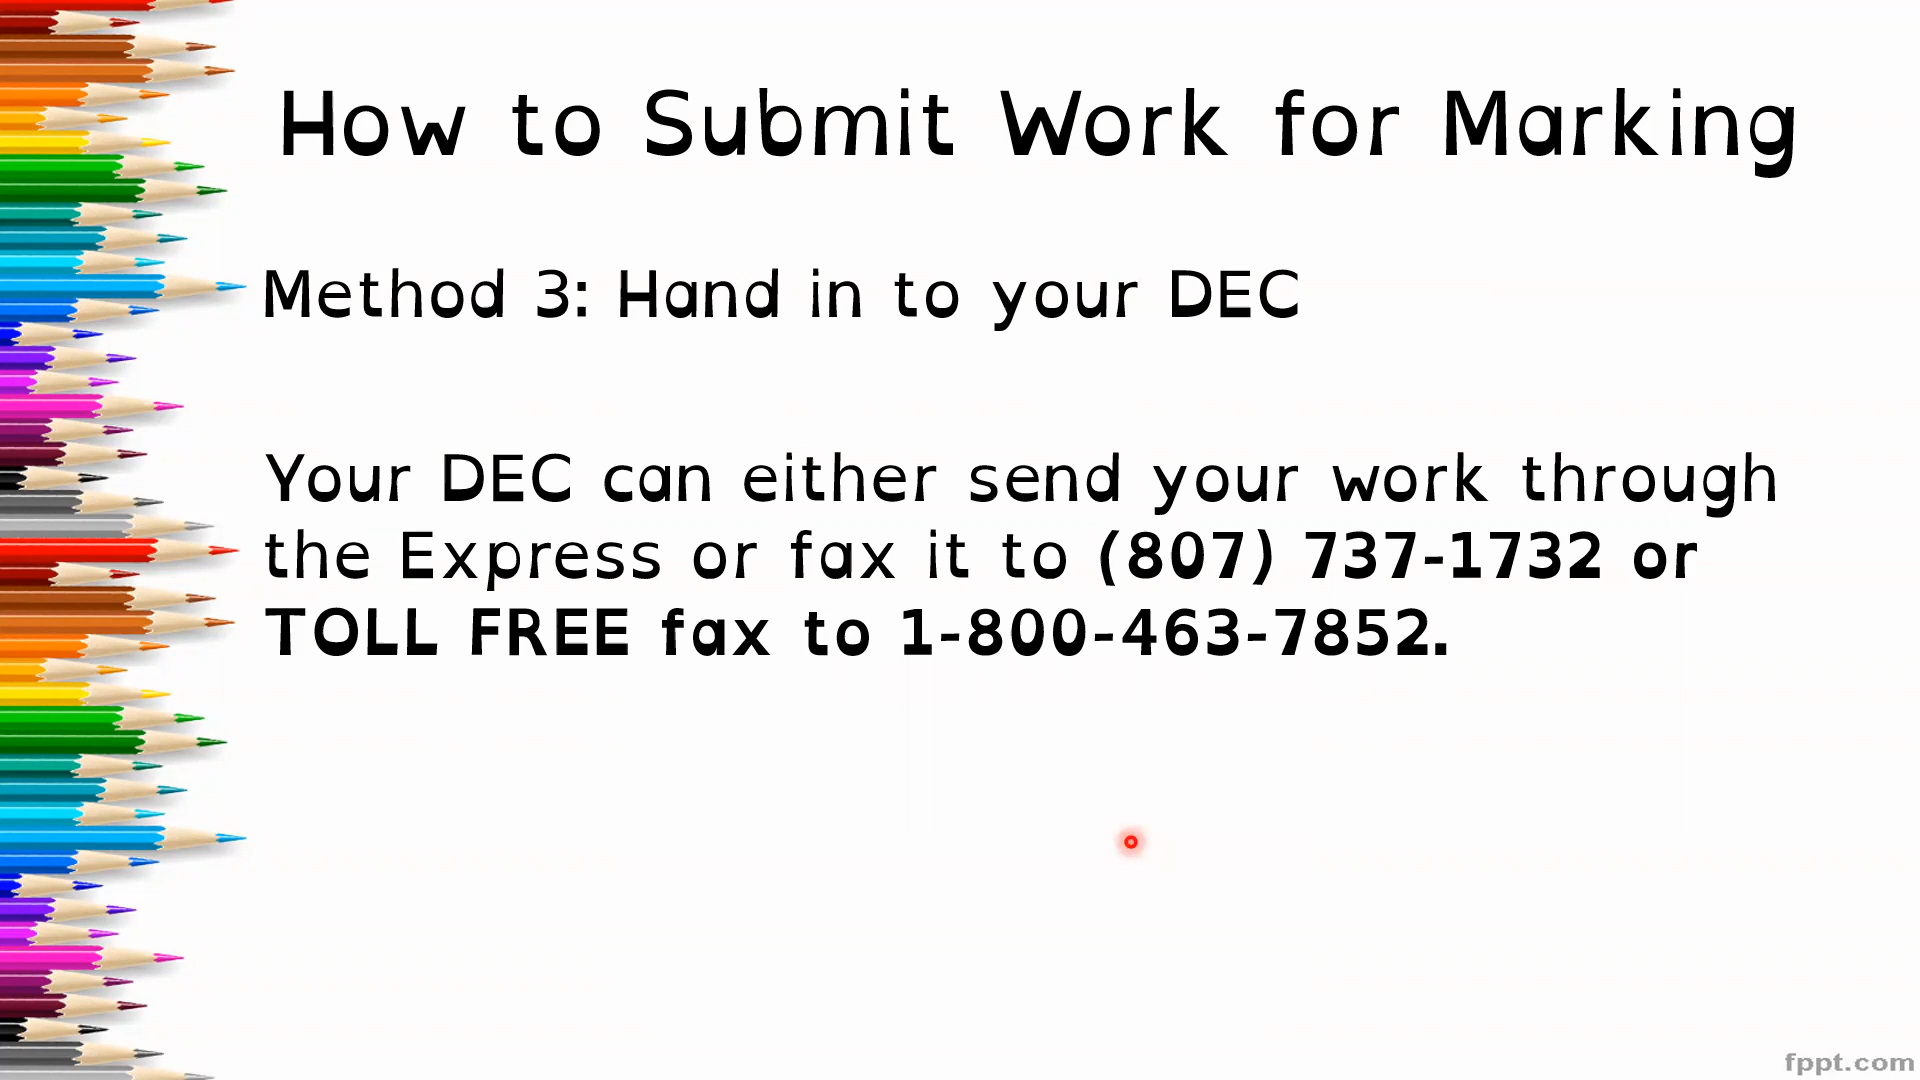 How to Submit Work for Marking
Method 3: Hand in to your DEC
Your DEC can either send your work through
the Express or fax it to (807) 737-1732 or
TOLL FREE fax to 1-800-463-7852.
fppt.com